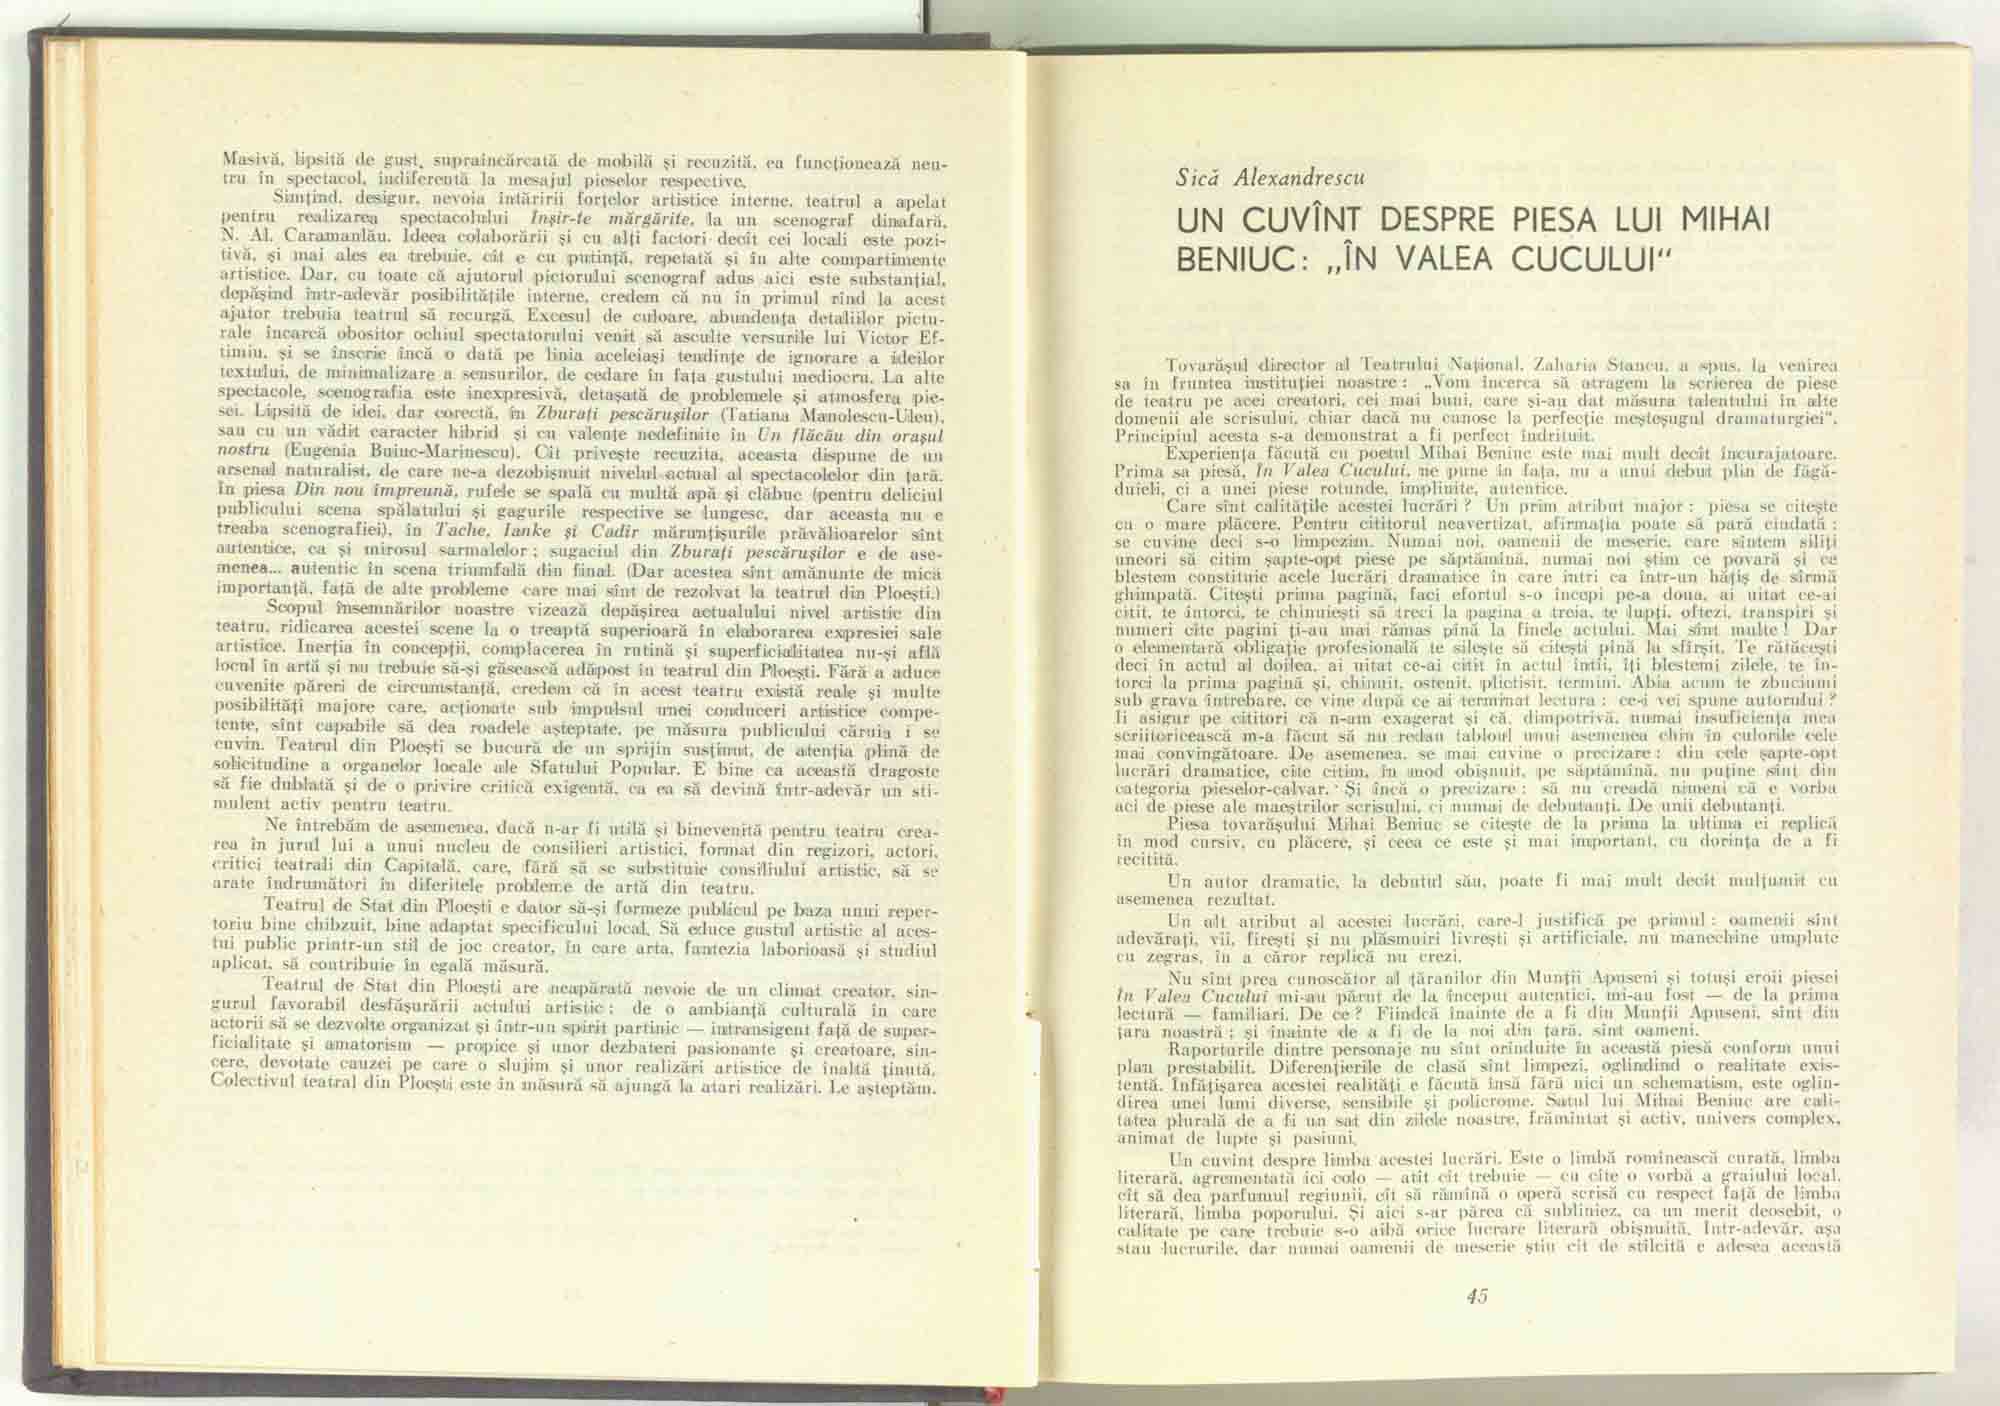 Masivă, lipsită de gust, supraîncărcată de mobilă și recuzită, ea funcționează neu-
tru în spectacol, indiferentă la mesajul pieselor respective.
Simțind, desigur, nevoia întăririi forțelor artistice interne, teatrul a apelat
pentru realizarea spectacolului Înșir-te mărgărite, la un scenograf dinafară,
N. Al. Caramanlău. Ideea colaborării și cu alți factori decît cei locali este pozi-
tivă, și mai ales ea trebuie, cît e cu putință, repetată și în alte compartimente
artistice. Dar, cu toate că ajutorul pictorului scenograf adus aici este substanțial,
depășind într-adevăr posibilitățile interne, credem că nu în primul rînd la acest
ajutor trebuia teatrul să recurgă. Excesul de culoare, abundența detaliilor pictu-
rale încarcă obositor ochiul spectatorului venit să asculte versurile lui Victor Ef-
timiu, și se înscrie încă o dată pe linia aceleiași tendințe de ignorare a ideilor
textului, de minimalizare a sensurilor, de cedare în fața gustului mediocru. La alte
spectacole, scenografia este inexpresivă, detașată de problemele și atmosfera pie-
sei. Lipsită de idei, dar corectă, în Zburați pescărușilor (Tatiana Manolescu-Uleu),
sau cu un vădit caracter hibrid și cu valențe nedefinite în Un flăcău din orașul
nostru (Eugenia Buiuc-Marinescu). Cît privește recuzita, aceasta dispune de un
arsenal naturalist, de care ne-a dezobișnuit nivelul actual al spectacolelor din țară.
În piesa Din nou împreună, rufele se spală cu multă apă și clăbuc (pentru deliciul
publicului scena spălatului și gagurile respective se lungesc, dar aceasta nu e
treaba scenografiei), în Tache, Ianke și Cadîr mărunțișurile prăvălioarelor sînt
autentice, ca și mirosul sarmalelor; sugaciul din Zburați pescărușilor e de ase-
menea... autentic în scena triumfală din final. (Dar acestea sînt amănunte de mică
importanță, față de alte probleme care mai sînt de rezolvat la teatrul din Ploești.)
Scopul însemnărilor noastre vizează depășirea actualului nivel artistic din
teatru, ridicarea acestei scene la o treaptă superioară în elaborarea expresiei sale
artistice. Inerția în concepții, complacerea în rutină și superficialitatea nu-și află
locul în artă și nu trebuie să-și găsească adăpost în teatrul din Ploești. Fără a aduce
cuvenite păreri de circumstanță, credem că în acest teatru există reale și multe
posibilități majore care, acționate sub impulsul unei conduceri artistice compe-
tente, sînt capabile să dea roadele așteptate, pe măsura publicului căruia i se
cuvin. Teatrul din Ploești se bucură de un sprijin susținut, de atenția plină de
solicitudine a organelor locale ale Sfatului Popular. E bine ca această dragoste
să fie dublată și de o privire critică exigentă, ca ea să devină într-adevăr un sti-
mulent activ pentru teatru.
Ne întrebăm de asemenea, dacă n-ar fi utilă și binevenită pentru teatru crea-
rea în jurul lui a unui nucleu de consilieri artistici, format din regizori, actori,
critici teatrali din Capitală, care, fără să se substituie consiliului artistic, să se
arate îndrumători în diferitele probleme de artă din teatru.
Teatrul de Stat din Ploești e dator să-și formeze publicul pe baza unui reper-
toriu bine chibzuit, bine adaptat specificului local. Să educe gustul artistic al aces-
tui public printr-un stil de joc creator, în care arta, fantezia laborioasă și studiul
aplicat, să contribuie în egală măsură.
Teatrul de Stat din Ploești are neapărată nevoie de un climat creator, sin-
gurul favorabil desfășurării actului artistic: de o ambianță culturală în care
actorii să se dezvolte organizat și într-un spirit partinic — intransigent față de super-
ficialitate și amatorism — propice și unor dezbateri pasionante și creatoare, sin-
cere, devotate cauzei pe care o slujim și unor realizări artistice de înaltă ținută.
Colectivul teatral din Ploești este în măsură să ajungă la atari realizări. Le așteptăm.
Sică Alexandrescu
UN CUVÎNT DESPRE PIESA LUI MIHAI
BENIUC: „ÎN VALEA CUCULUI“
Tovarășul director al Teatrului Național, Zaharia Stancu, a spus, la venirea
sa în fruntea instituției noastre: „Vom încerca să atragem la scrierea de piese
de teatru pe acei creatori, cei mai buni, care și-au dat măsura talentului în alte
domenii ale scrisului, chiar dacă nu cunosc la perfecție meșteșugul dramaturgiei“.
Principiul acesta s-a demonstrat a fi perfect îndrituit.
Experiența făcută cu poetul Mihai Beniuc este mai mult decît încurajatoare.
Prima sa piesă, În Valea Cucului, ne pune în fața, nu a unui debut plin de făgă-
duieli, ci a unei piese rotunde, împlinite, autentice.
Care sînt calitățile acestei lucrări? Un prim atribut major: piesa se citește
cu o mare plăcere. Pentru cititorul neavertizat, afirmația poate să pară ciudată:
se cuvine deci s-o limpezim. Numai noi, oamenii de meserie, care sîntem siliți
uneori să citim șapte-opt piese pe săptămînă, numai noi știm ce povară și ce
blestem constituie acele lucrări dramatice în care intri ca într-un hățiș de sîrmă
ghimpată. Citești prima pagină, faci efortul s-o începi pe-a doua, ai uitat ce-ai
citit, te întorci, te chinuiești să treci la pagina a treia, te lupți, oftezi, transpiri și
numeri cîte pagini ți-au mai rămas pînă la finele actului. Mai sînt multe! Dar
o elementară obligație profesională te silește să citești pînă la sfîrșit. Te rătăcești
deci în actul al doilea, ai uitat ce-ai citit în actul întîi, îți blestemi zilele, te în-
torci la prima pagină și, chinuit, ostenit, plictisit, termini. Abia acum te zbuciumi
sub grava întrebare, ce vine după ce ai terminat lectura: ce-i vei spune autorului?
Îi asigur pe cititori că n-am exagerat și că, dimpotrivă, numai insuficiența mea
scriitoricească m-a făcut să nu redau tabloul unui asemenea chin în culorile cele
mai convingătoare. De asemenea, se mai cuvine o precizare: din cele șapte-opt
lucrări dramatice, cîte citim, în mod obișnuit, pe săptămînă, nu puține sînt din
categoria pieselor-calvar. Și încă o precizare: să nu creadă nimeni că e vorba
aci de piese ale maeștrilor scrisului, ci numai de debutanți. De unii debutanți.
Piesa tovarășului Mihai Beniuc se citește de la prima la ultima ei replică
în mod cursiv, cu plăcere, și ceea ce este și mai important, cu dorința de a fi
recitită.
Un autor dramatic, la debutul său, poate fi mai mult decît mulțumit cu
asemenea rezultat.
Un alt atribut al acestei lucrări, care-l justifică pe primul: oamenii sînt
adevărați, vii, firești și nu plăsmuiri livrești și artificiale, nu manechine umplute
cu zegras, în a căror replică nu crezi.
Nu sînt prea cunoscător al țăranilor din Munții Apuseni și totuși eroii piesei
În Valea Cucului mi-au părut de la început autentici, mi-au fost — de la prima
lectură — familiari. De ce? Fiindcă înainte de a fi din Munții Apuseni, sînt din
țara noastră; și înainte de a fi de la noi din țară, sînt oameni.
Raporturile dintre personaje nu sînt orînduite în această piesă conform unui
plan prestabilit. Diferențierile de clasă sînt limpezi, oglindind o realitate exis-
tentă. Înfățișarea acestei realități e făcută însă fără nici un schematism, este oglin-
direa unei lumi diverse, sensibile și policrome. Satul lui Mihai Beniuc are cali-
tatea plurală de a fi un sat din zilele noastre, frămîntat și activ, univers complex,
animat de lupte și pasiuni.
Un cuvînt despre limba acestei lucrări. Este o limbă romînească curată, limba
literară, agrementată ici colo — atît cît trebuie — cu cîte o vorbă a graiului local,
cît să dea parfumul regiunii, cît să rămînă o operă scrisă cu respect față de limba
literară, limba poporului. Și aici s-ar părea că subliniez, ca un merit deosebit, o
calitate pe care trebuie s-o aibă orice lucrare literară obișnuită. Într-adevăr, așa
stau lucrurile, dar numai oamenii de meserie știu cît de stîlcită e adesea această
45